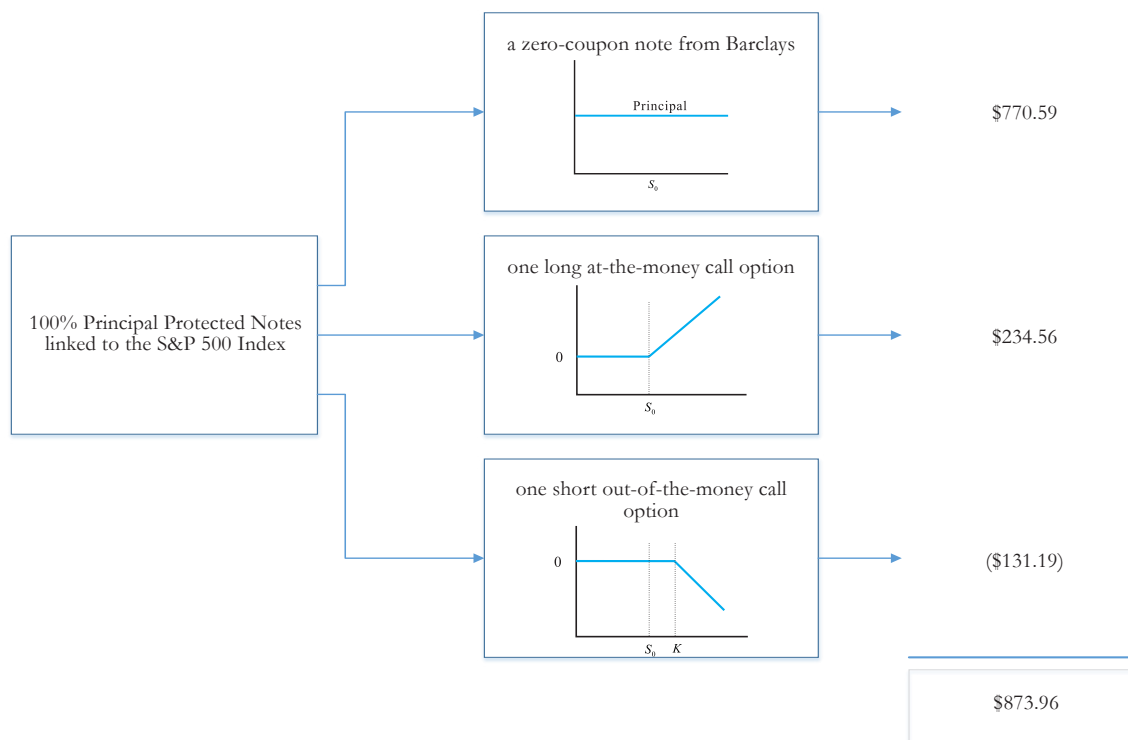 a zero-coupon note from Barclays
Principal
S₀
$770.59
100% Principal Protected Notes
linked to the S&P 500 Index
one long at-the-money call option
0
S₀
$234.56
one short out-of-the-money call
option
0
S₀ K
($131.19)
$873.96